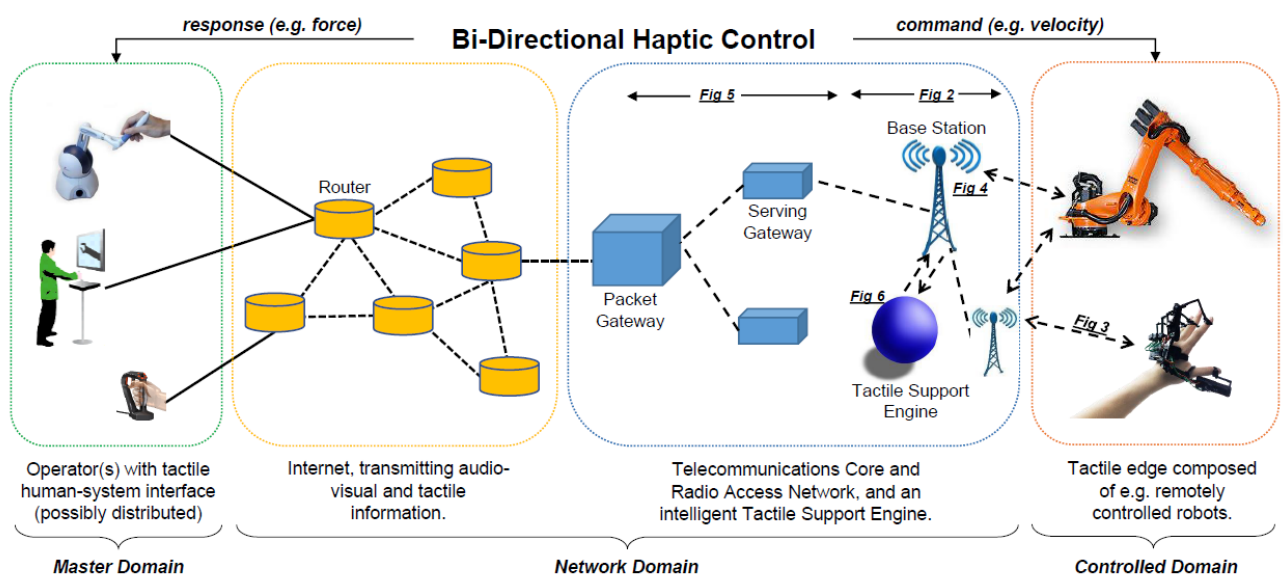 response (e.g. force)
Bi-Directional Haptic Control
command (e.g. velocity)
Fig 5
Fig 2
Base Station
Router
Fig 4
Serving
Gateway
Packet
Gateway
Fig 6
Fig 3
Tactile Support
Engine
Operator(s) with tactile
human-system interface
(possibly distributed)
Internet, transmitting audio-
visual and tactile
information.
Telecommunications Core and
Radio Access Network, and an
intelligent Tactile Support Engine.
Tactile edge composed
of e.g. remotely
controlled robots.
Master Domain
Network Domain
Controlled Domain